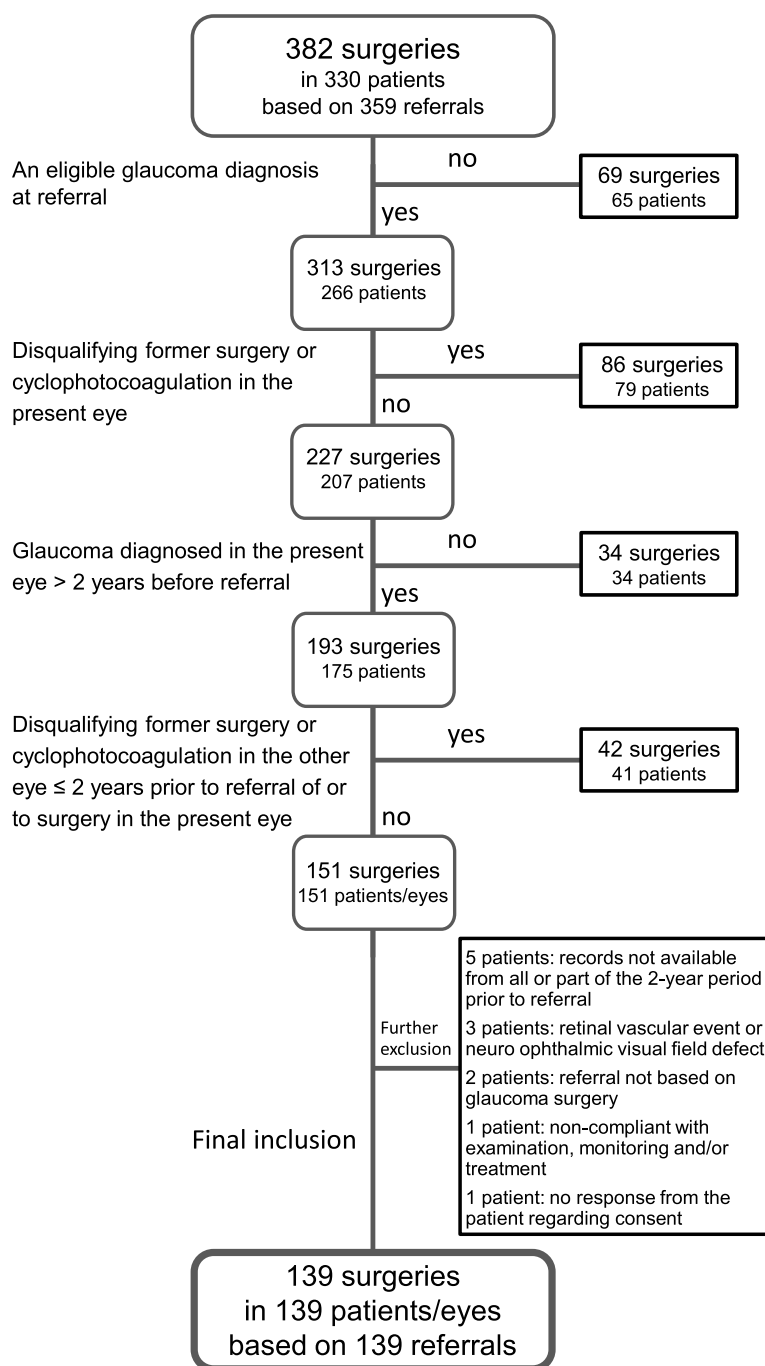 382 surgeries
in 330 patients
based on 359 referrals
An eligible glaucoma diagnosis
at referral
no
69 surgeries
65 patients
yes
313 surgeries
266 patients
Disqualifying former surgery or
cyclophotocoagulation in the
present eye
yes
86 surgeries
79 patients
no
227 surgeries
207 patients
Glaucoma diagnosed in the present
eye > 2 years before referral
no
34 surgeries
34 patients
yes
193 surgeries
175 patients
Disqualifying former surgery or
cyclophotocoagulation in the other
eye ≤ 2 years prior to referral of or
to surgery in the present eye
yes
42 surgeries
41 patients
no
151 surgeries
151 patients/eyes
Further
exclusion
5 patients: records not available
from all or part of the 2-year period
prior to referral
3 patients: retinal vascular event or
neuro ophthalmic visual field defect
2 patients: referral not based on
glaucoma surgery
1 patient: non-compliant with
examination, monitoring and/or
treatment
1 patient: no response from the
patient regarding consent
Final inclusion
139 surgeries
in 139 patients/eyes
based on 139 referrals